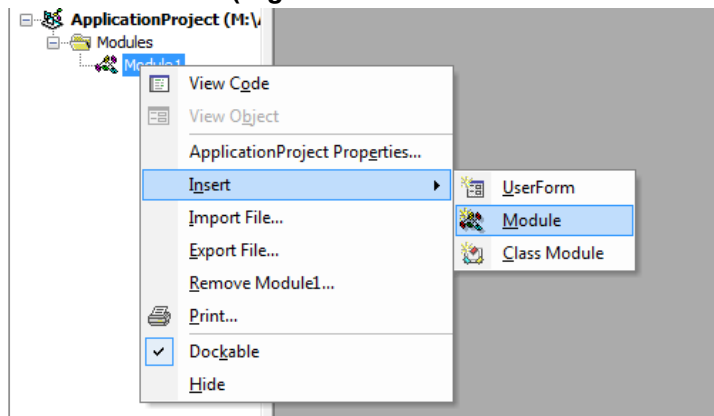 ApplicationProject (M:\
Modules
Module1
View Code
View Object
ApplicationProject Properties...
Insert
UserForm
Import File...
Module
Export File...
Class Module
Remove Module1...
Print...
Dockable
Hide